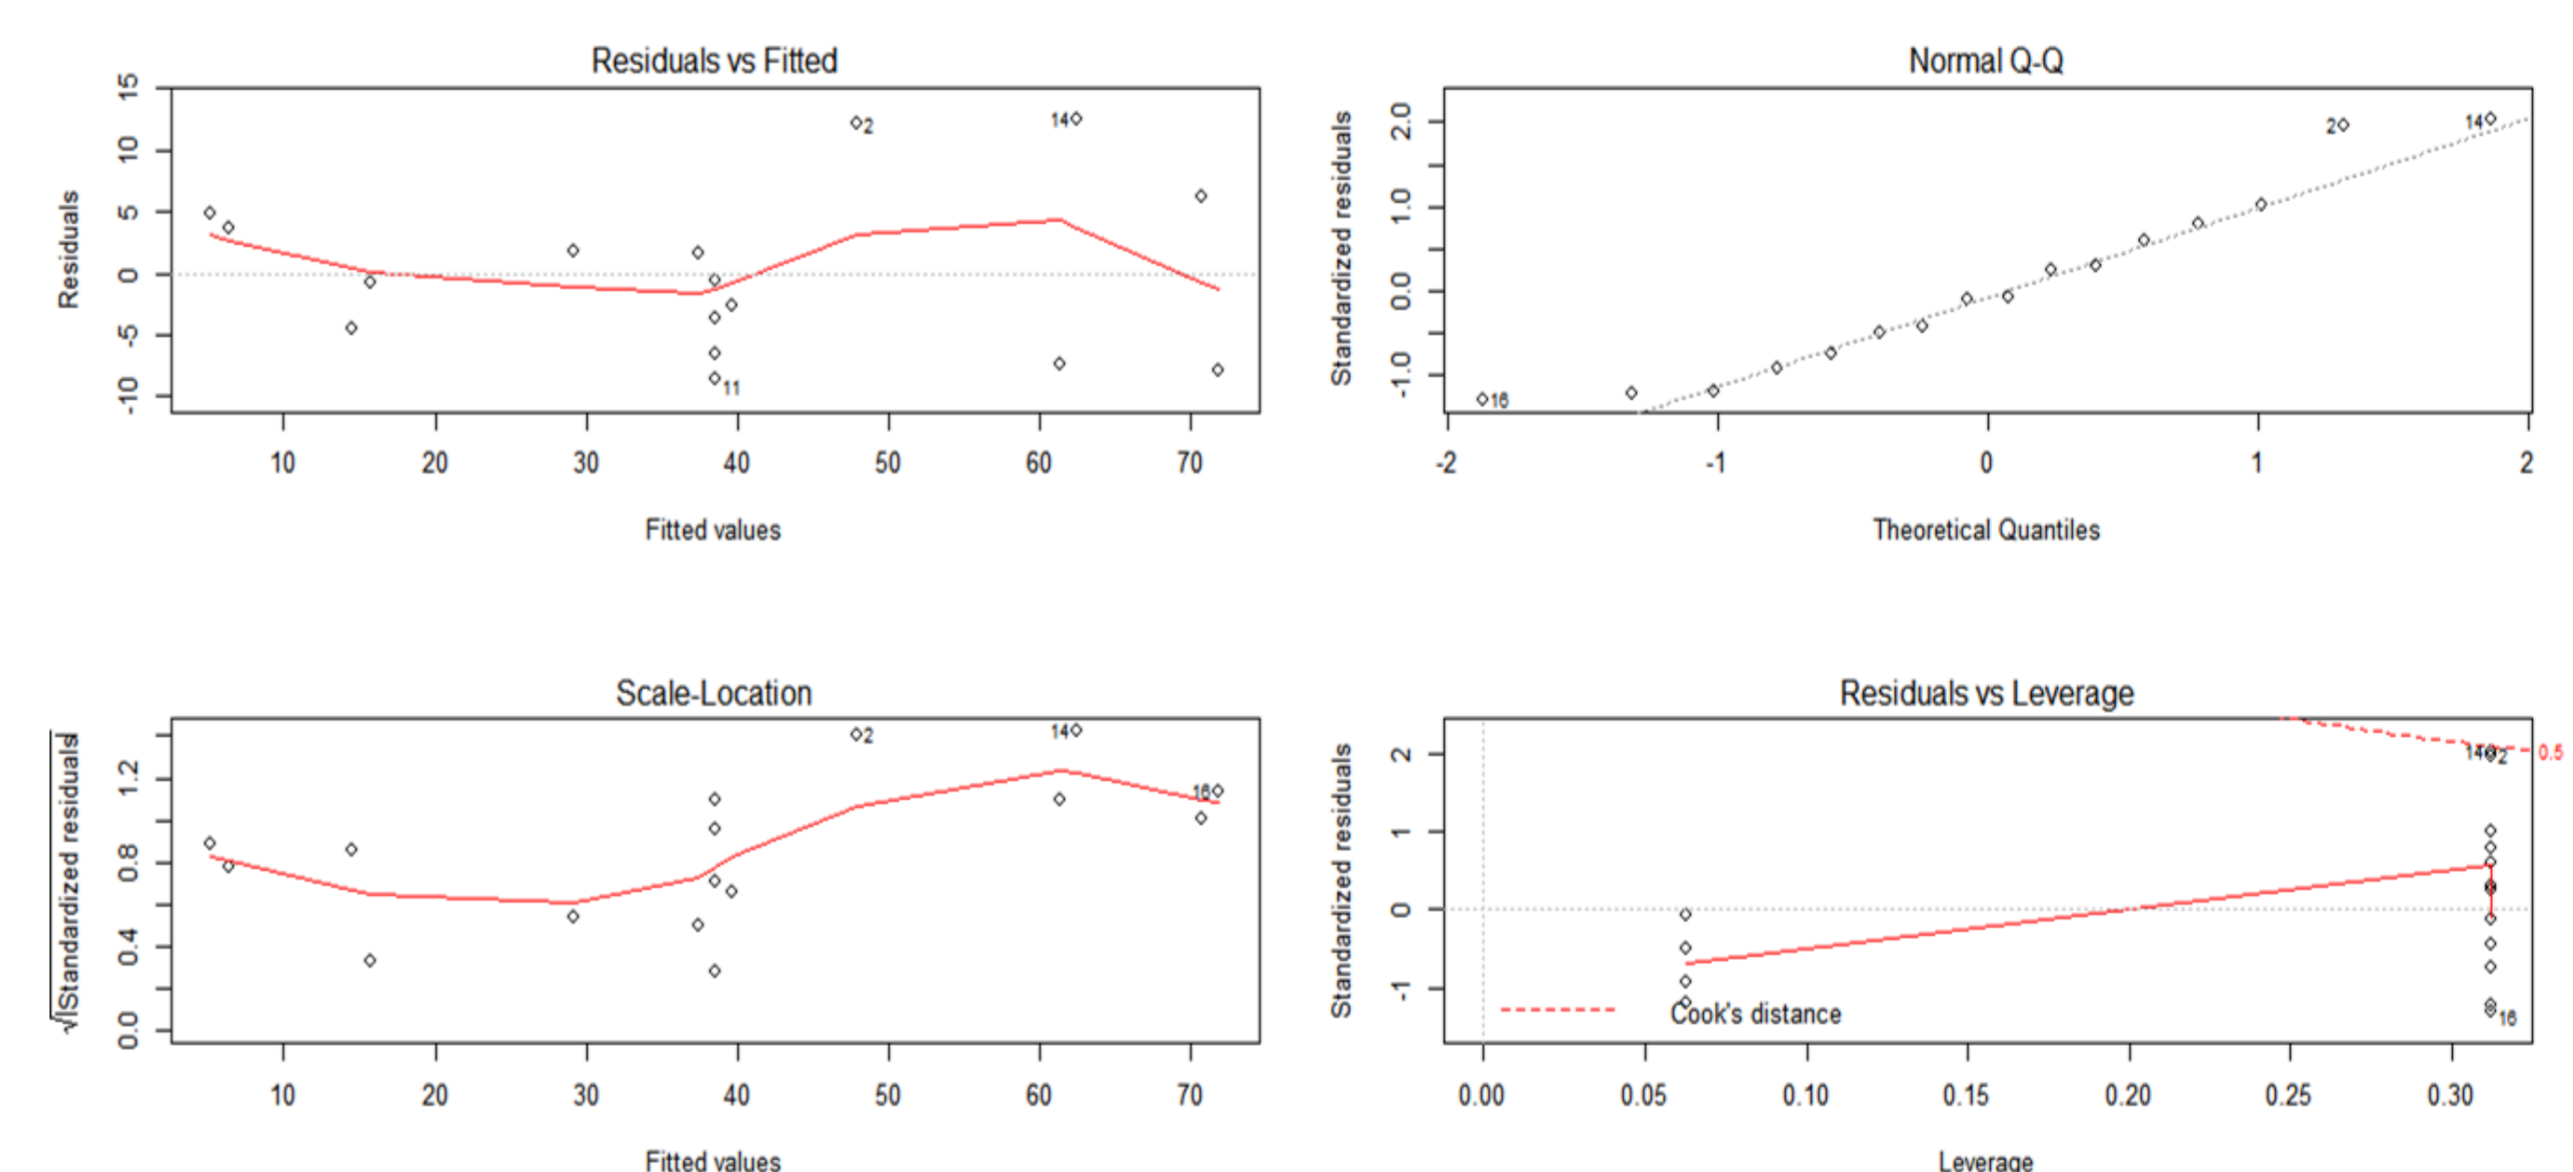 Residuals vs Fitted
Residuals
15
10
5
0
-5
-10
2
14
11
10 20 30 40 50 60 70
Fitted values
Normal Q-Q
Standardized residuals
2.0
1.0
0.0
-1.0
2
14
16
-2 -1 0 1 2
Theoretical Quantiles
Scale-Location
√|Standardized residuals|
1.2
0.8
0.4
0.0
2
14
16
10 20 30 40 50 60 70
Fitted values
Residuals vs Leverage
Standardized residuals
2
1
0
-1
14
2
0.5
16
Cook's distance
0.00 0.05 0.10 0.15 0.20 0.25 0.30
Leverage